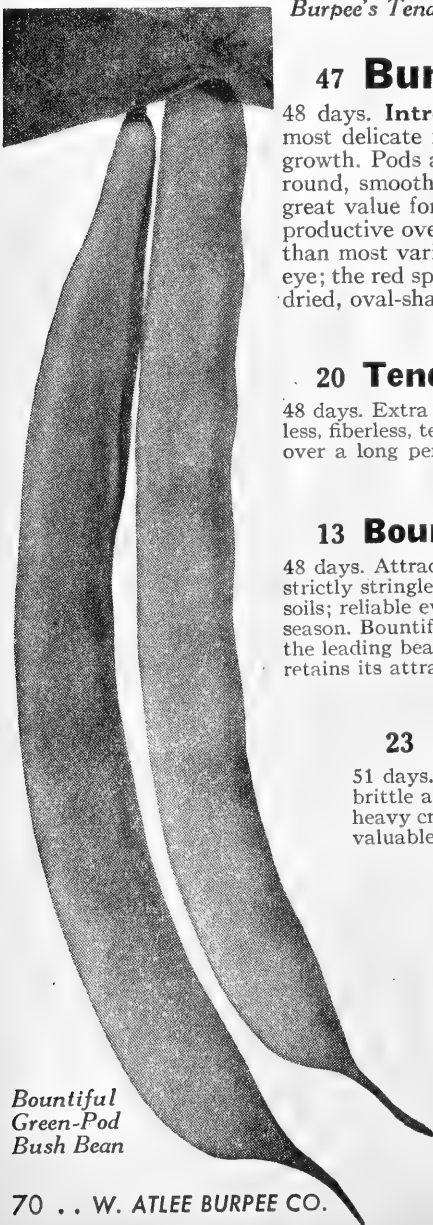 Burpee's Tend
47 Bur
48 days. Intr
most delicate
growth. Pods a
round, smooth
great value for
productive ove
than most vari
eye; the red sp
dried, oval-sha
20 Tend
48 days. Extra
less, fiberless, te
over a long per
13 Boun
48 days. Attrac
strictly stringle
soils; reliable ev
season. Bountif
the leading bea
retains its attra
23
51 days.
brittle a
heavy cr
valuable
Bountiful
Green-Pod
Bush Bean
70 .. W. ATLEE BURPEE CO.